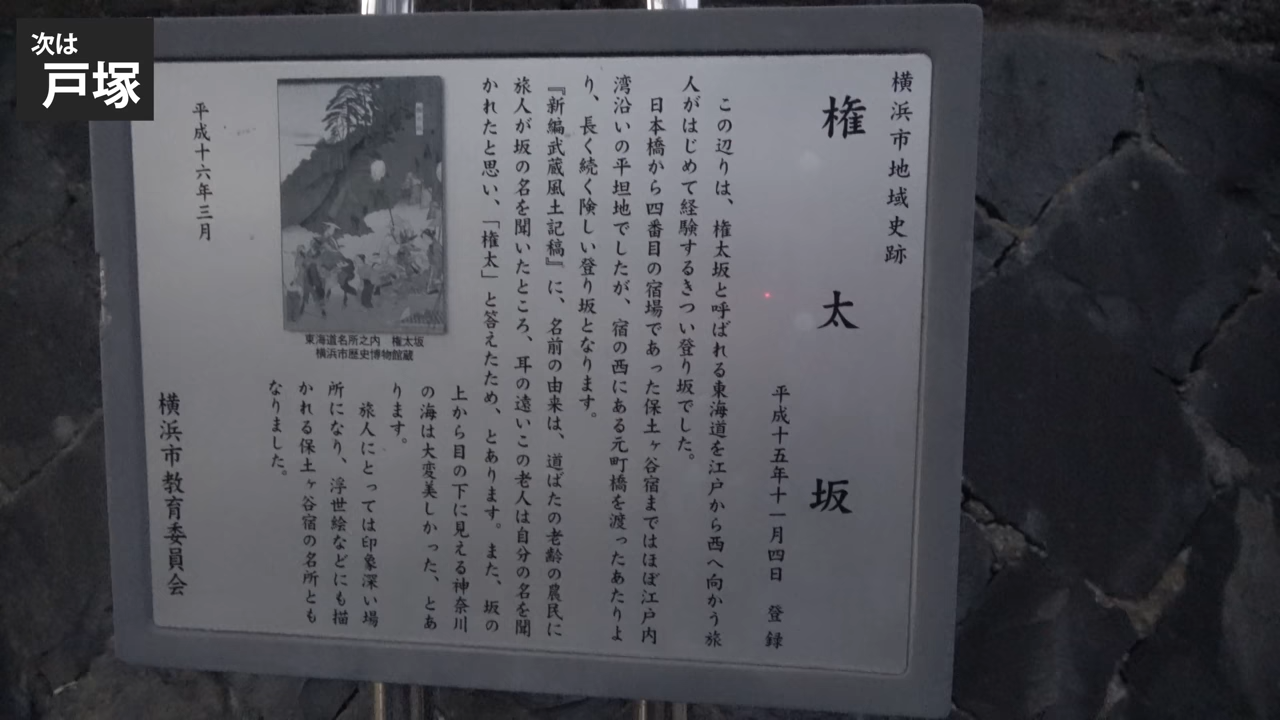 次は
戸塚
横浜市地域史跡
権太坂
平成十五年十一月四日　登録
この辺りは、権太坂と呼ばれる東海道を江戸から西へ向かう旅
人がはじめて経験するきつい登り坂でした。
日本橋から四番目の宿場であった保土ヶ谷宿まではほぼ江戸内
湾沿いの平坦地でしたが、宿の西にある元町橋を渡ったあたりよ
り、長く続く険しい登り坂となります。
『新編武蔵風土記稿』に、名前の由来は、道ばたの老齢の農民に
旅人が坂の名を聞いたところ、耳の遠いこの老人は自分の名を聞
かれたと思い、「権太」と答えたため、とあります。また、坂の
上から目の下に見える神奈川
の海は大変美しかった、とあ
ります。
旅人にとっては印象深い場
所になり、浮世絵などにも描
かれる保土ヶ谷宿の名所とも
なりました。
東海道名所之内　権太坂
横浜市歴史博物館蔵
平成十六年三月
横浜市教育委員会